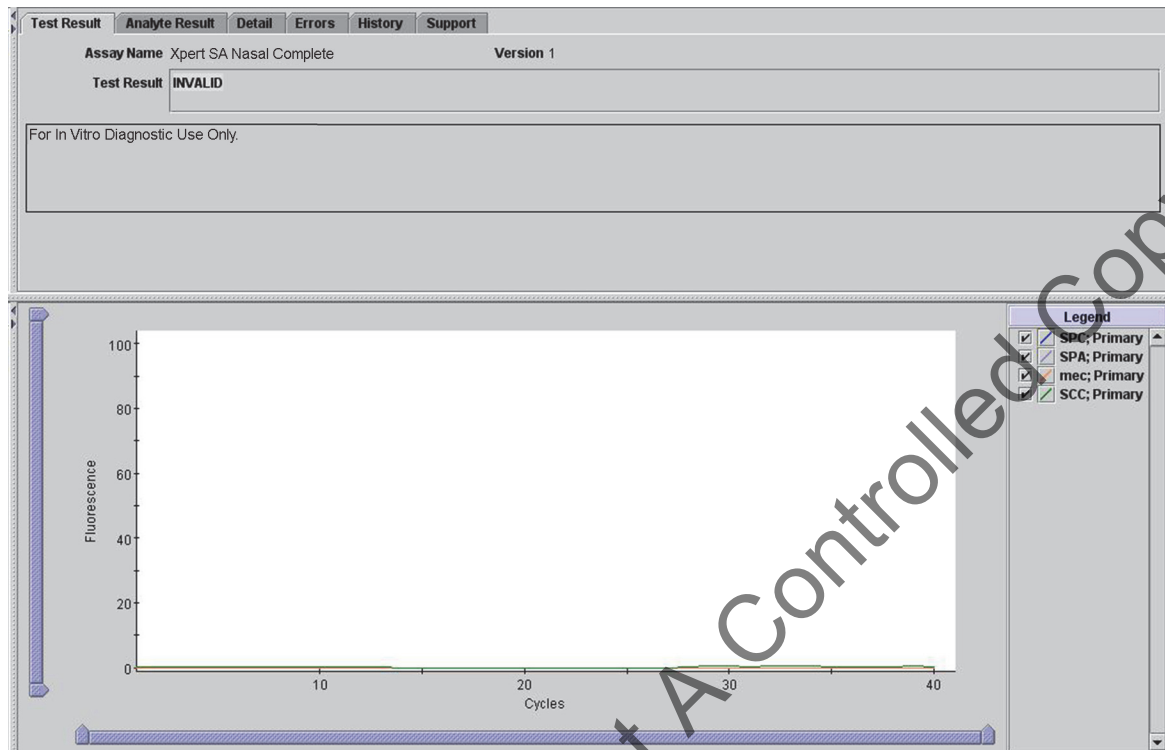 Test Result Analyte Result Detail Errors History Support
Assay Name Xpert SA Nasal Complete Version 1
Test Result INVALID
For In Vitro Diagnostic Use Only.
Legend
SPC; Primary
SPA; Primary
mec; Primary
SCC; Primary
100
80
60
40
20
0
Fluorescence
10 20 30 40
Cycles
t A Controlled Cop